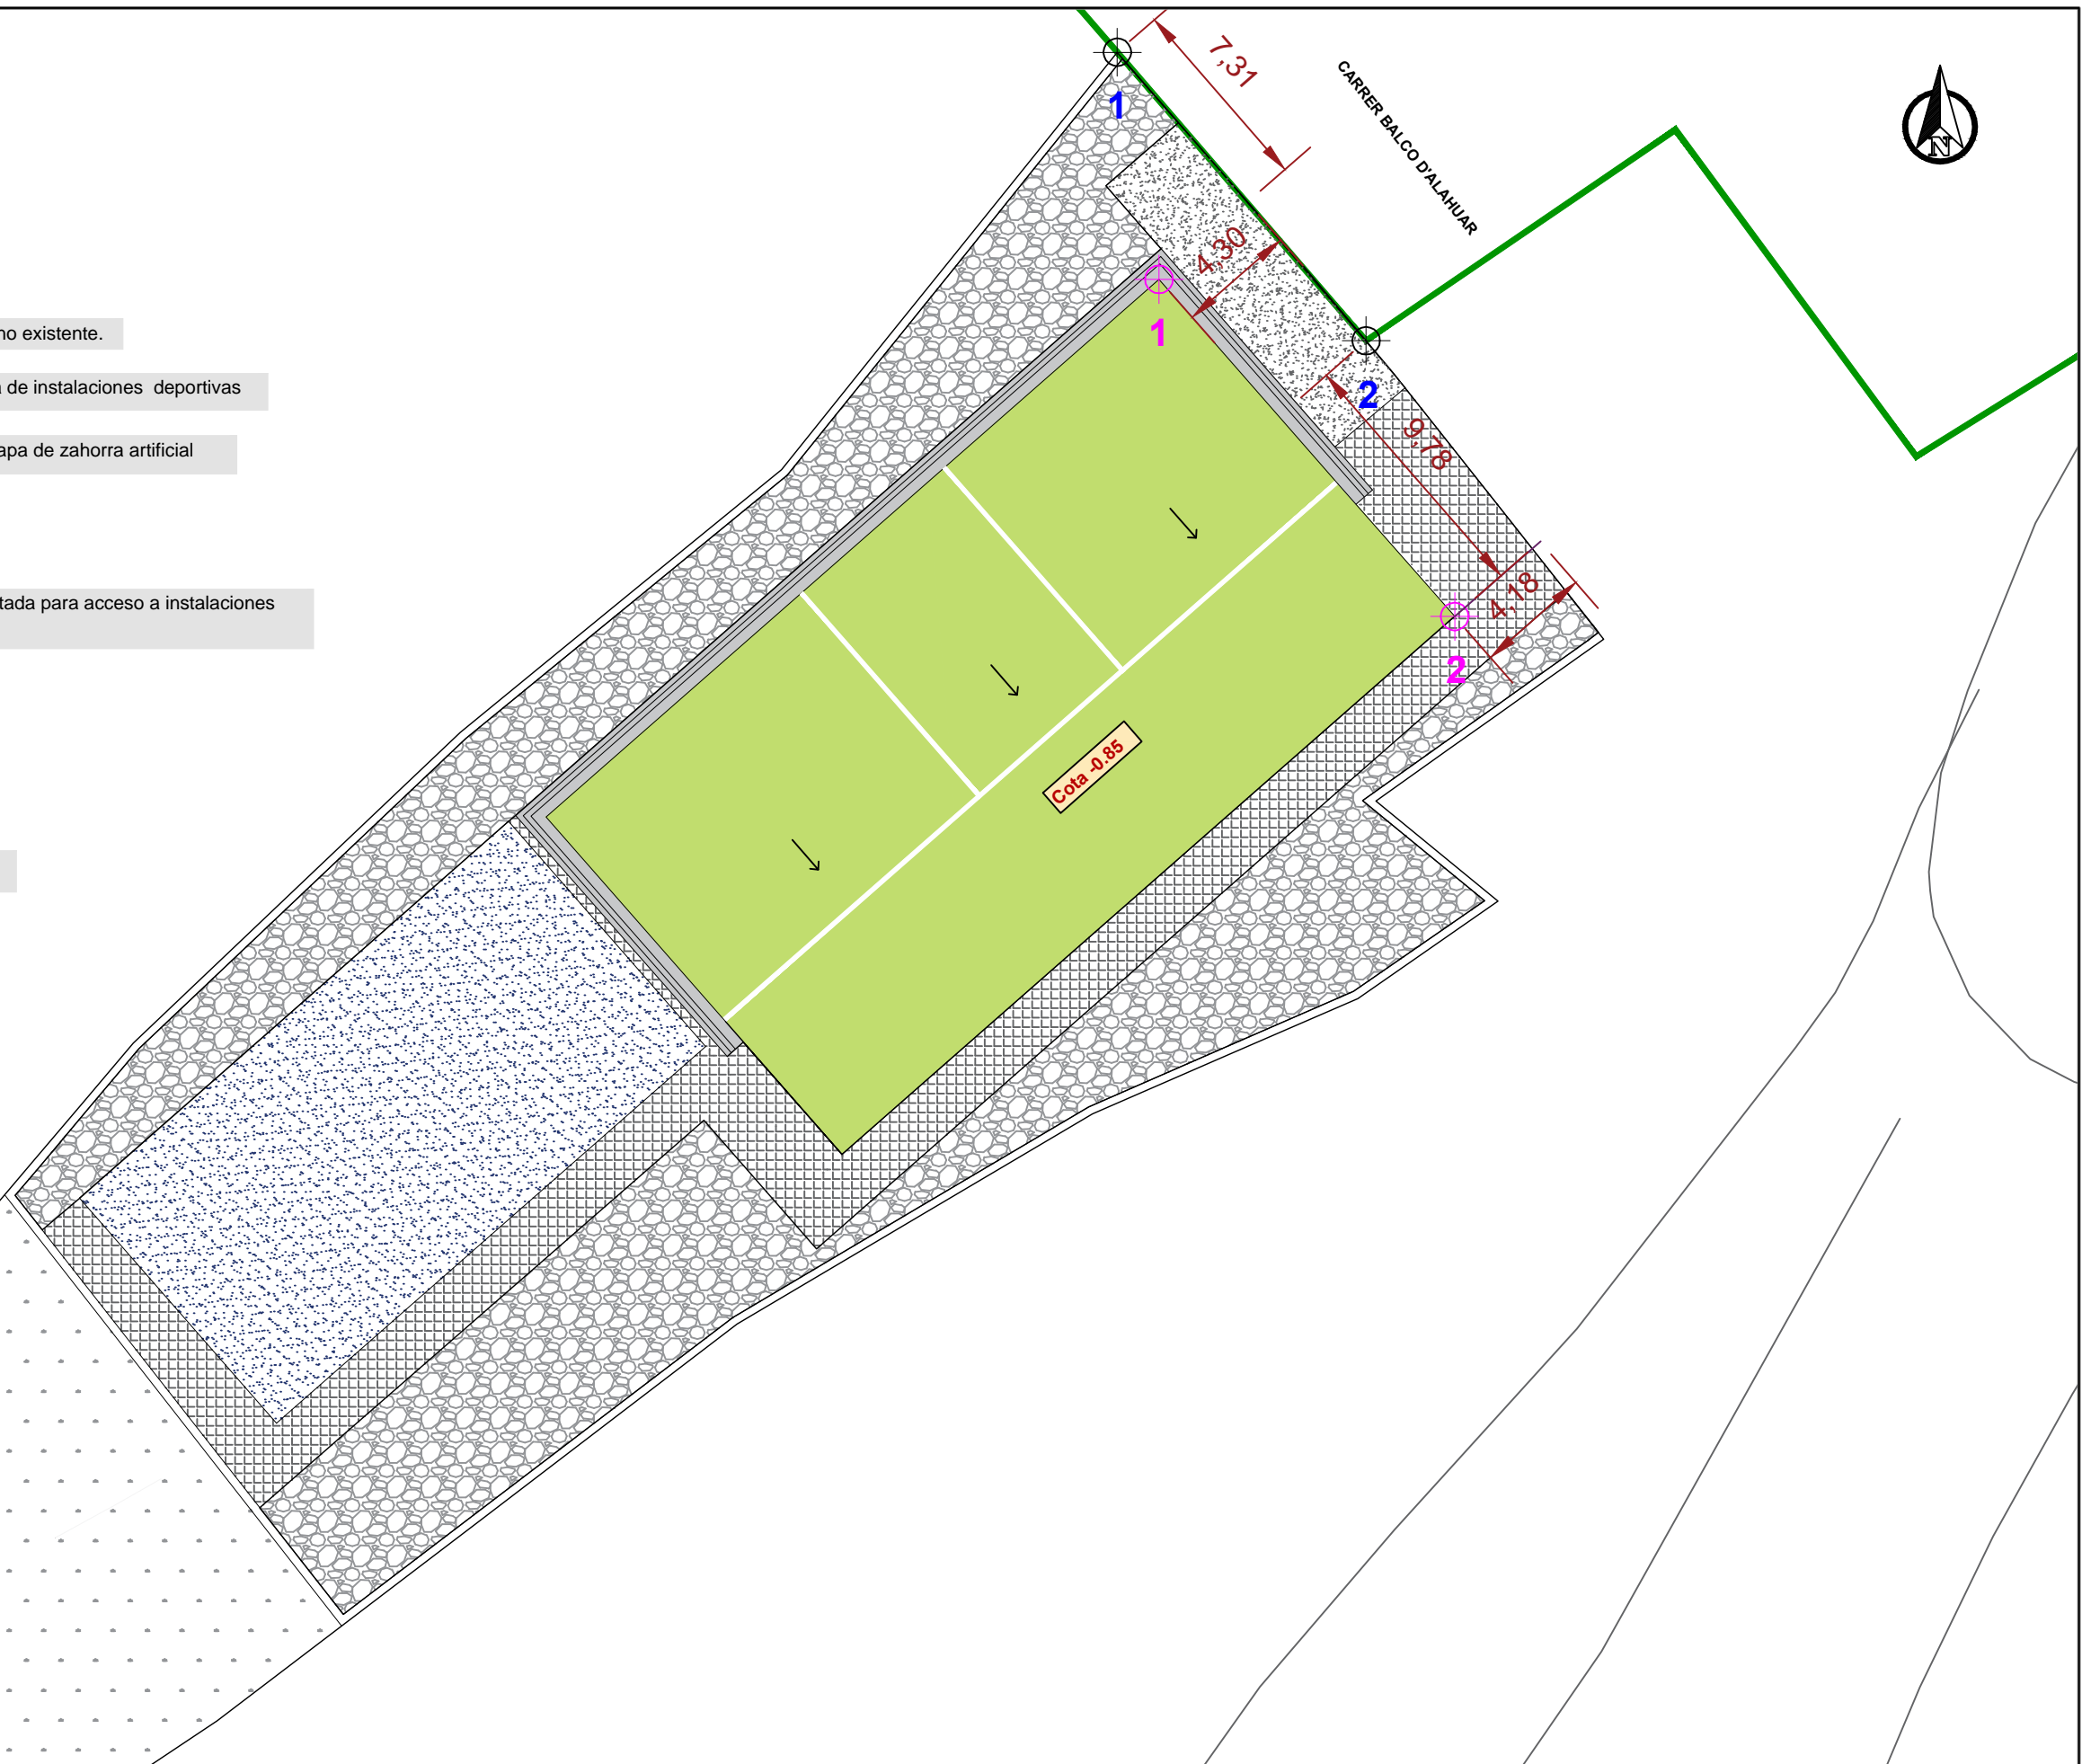 7,31
CARRER BALCO D'ALAHUAR
N
1
4,30
1
no existente.
a de instalaciones deportivas
2
apa de zahorra artificial
9,78
4,18
tada para acceso a instalaciones
2
Cota -0.85